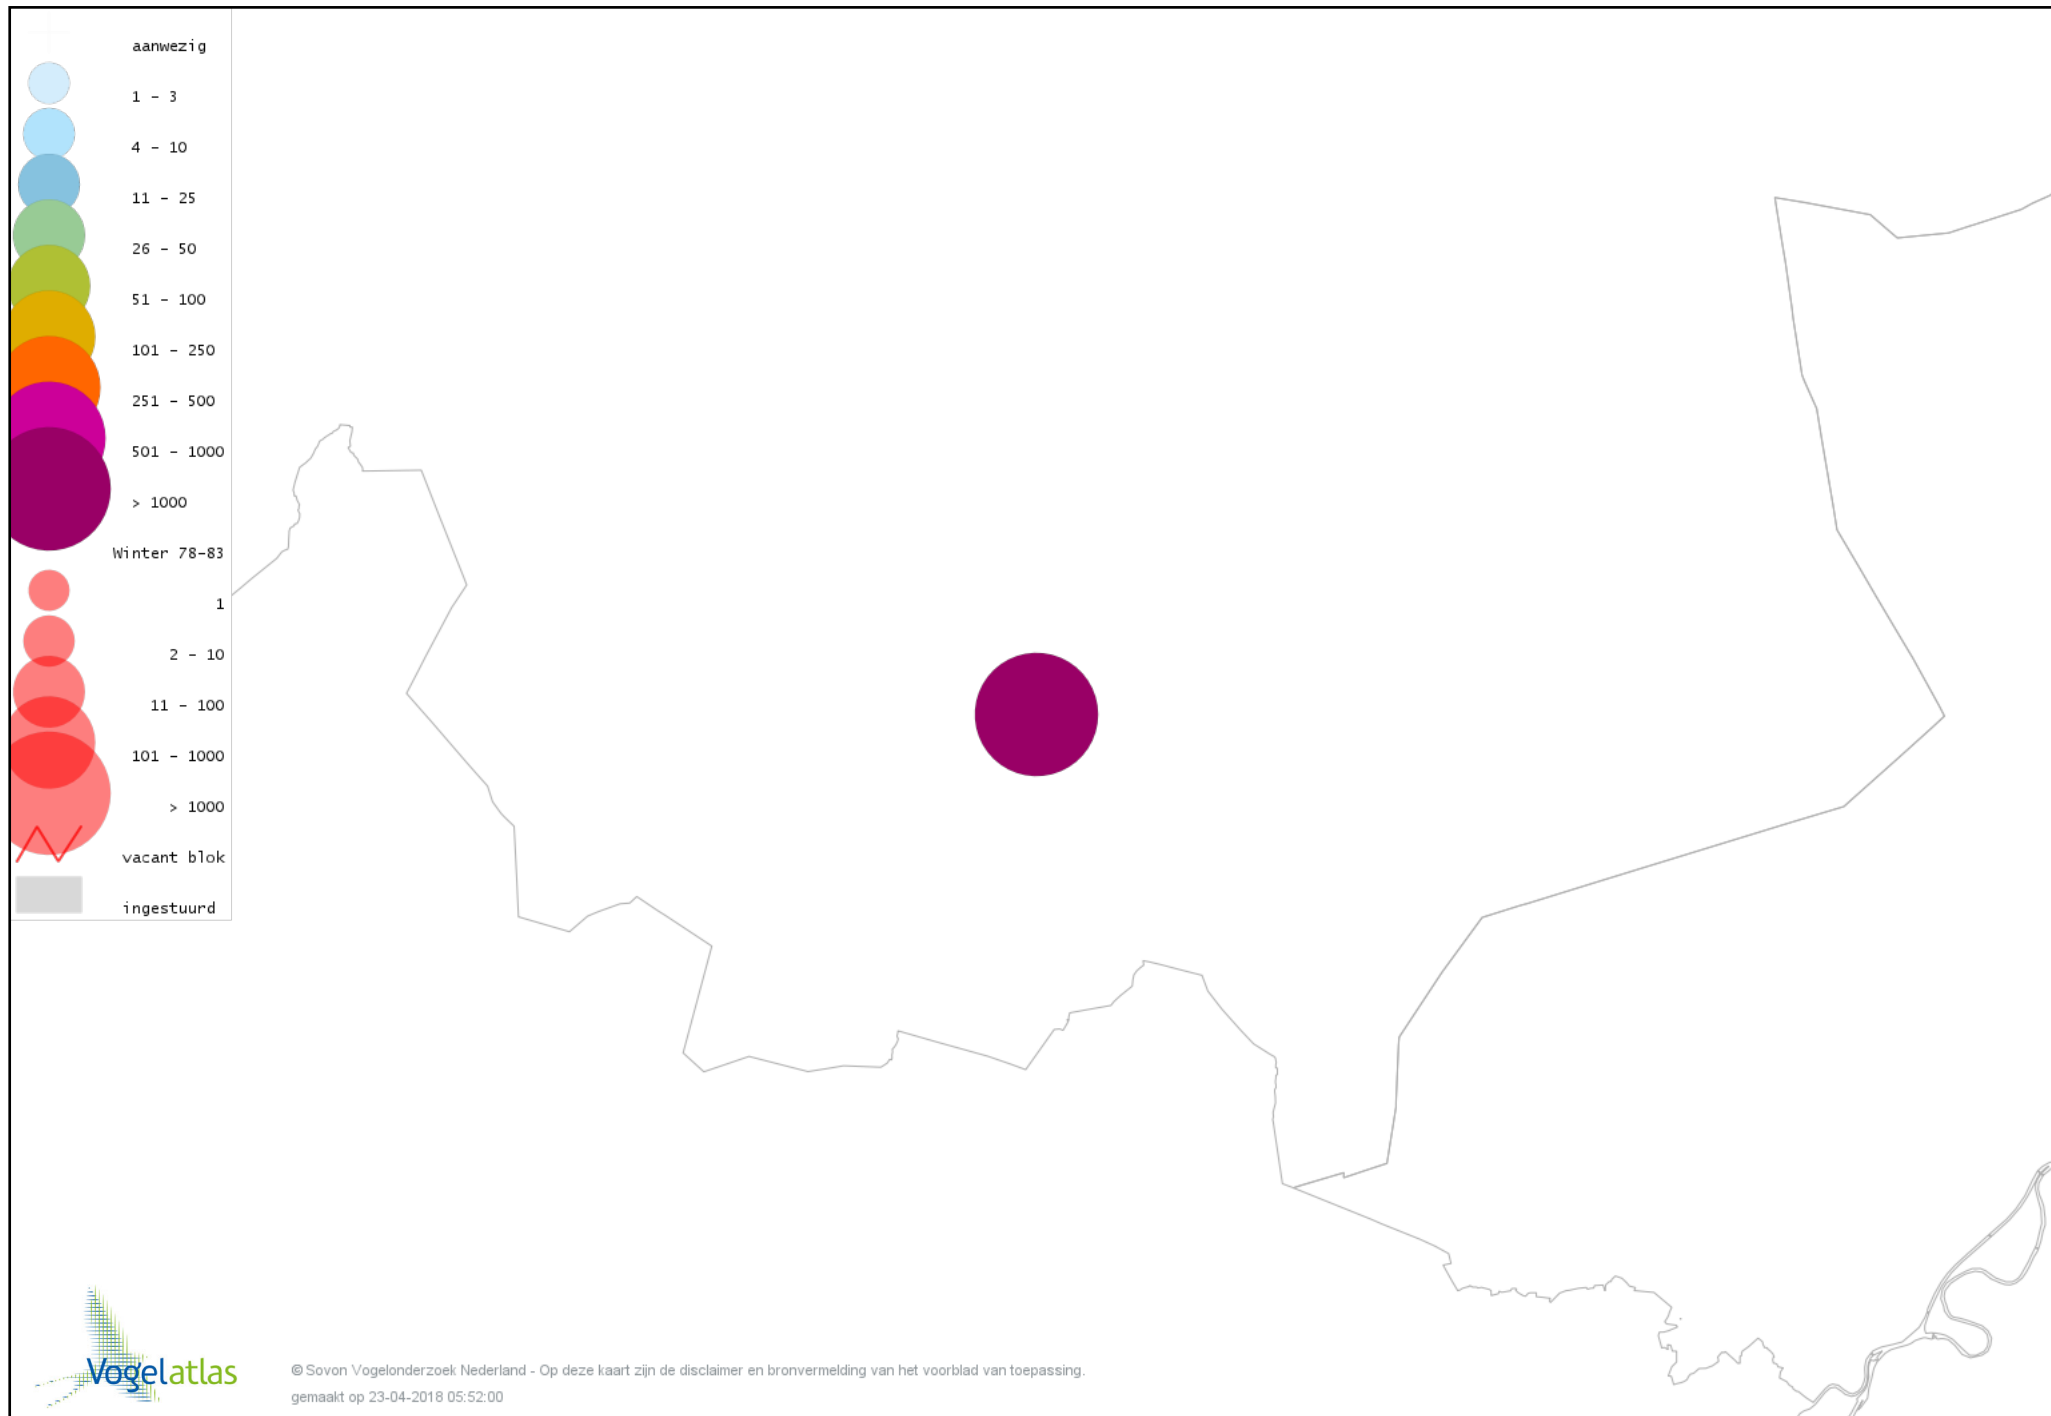 aanwezig
1 - 3
4 - 10
11 - 25
26 - 50
51 - 100
101 - 250
251 - 500
501 - 1000
> 1000
Winter 78-83
1
2 - 10
11 - 100
101 - 1000
> 1000
vacant blok
ingestuurd
Vogelatlas
© Sovon Vogelonderzoek Nederland - Op deze kaart zijn de disclaimer en bronvermelding van het voorblad van toepassing.
gemaakt op 23-04-2018 05:52:00